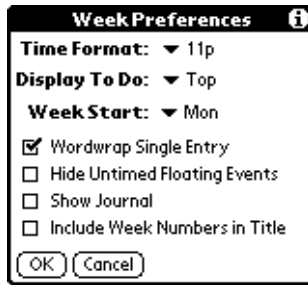 Week Preferences
Time Format: 11p
Display To Do: Top
Week Start: Mon
Wordwrap Single Entry
Hide Untimed Floating Events
Show Journal
Include Week Numbers in Title
OK Cancel